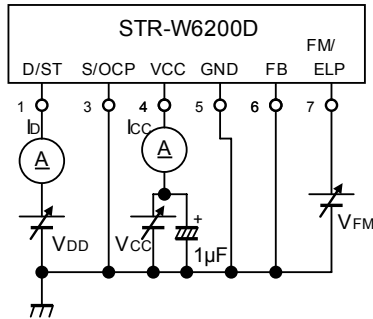 STR-W6200D
FM/
D/ST S/OCP VCC GND FB ELP
1 3 4 5 6 7
ID ICC
A A
VDD VCC + 1µF VFM